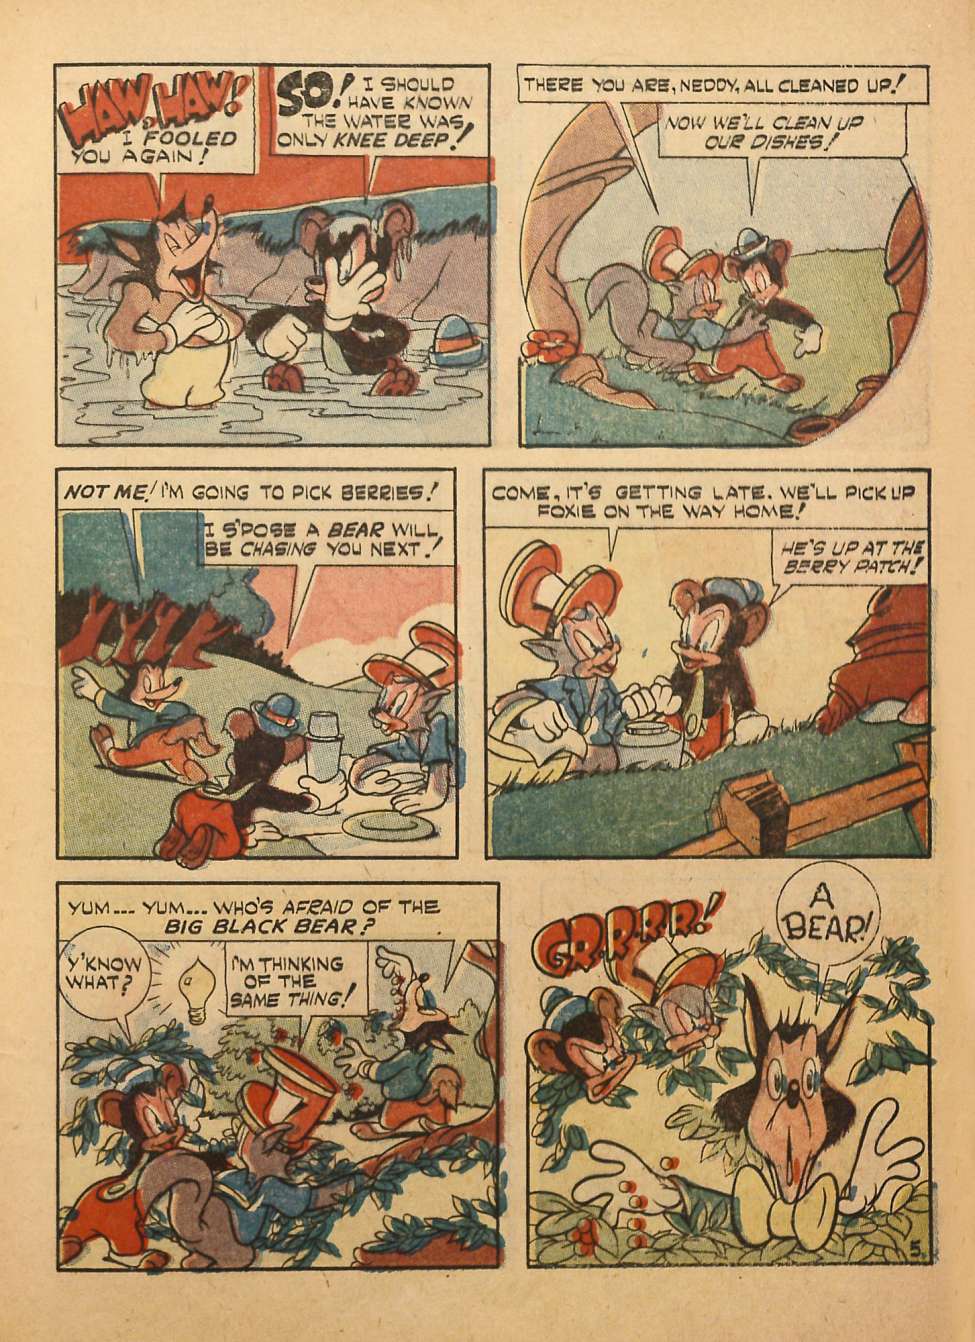 HAW, HAW!
I FOOLED
YOU AGAIN!
SO! I SHOULD
HAVE KNOWN
THE WATER WAS
ONLY KNEE DEEP!
THERE YOU ARE, NEDDY, ALL CLEANED UP!
NOW WE'LL CLEAN UP
OUR DISHES!
NOT ME! I'M GOING TO PICK BERRIES!
I S'POSE A BEAR WILL
BE CHASING YOU NEXT!
COME, IT'S GETTING LATE. WE'LL PICK UP
FOXIE ON THE WAY HOME!
HE'S UP AT THE
BERRY PATCH!
YUM--- YUM--- WHO'S AFRAID OF THE
BIG BLACK BEAR?
Y'KNOW
WHAT?
I'M THINKING
OF THE
SAME THING!
GR-R-R-R!
A
BEAR!
5